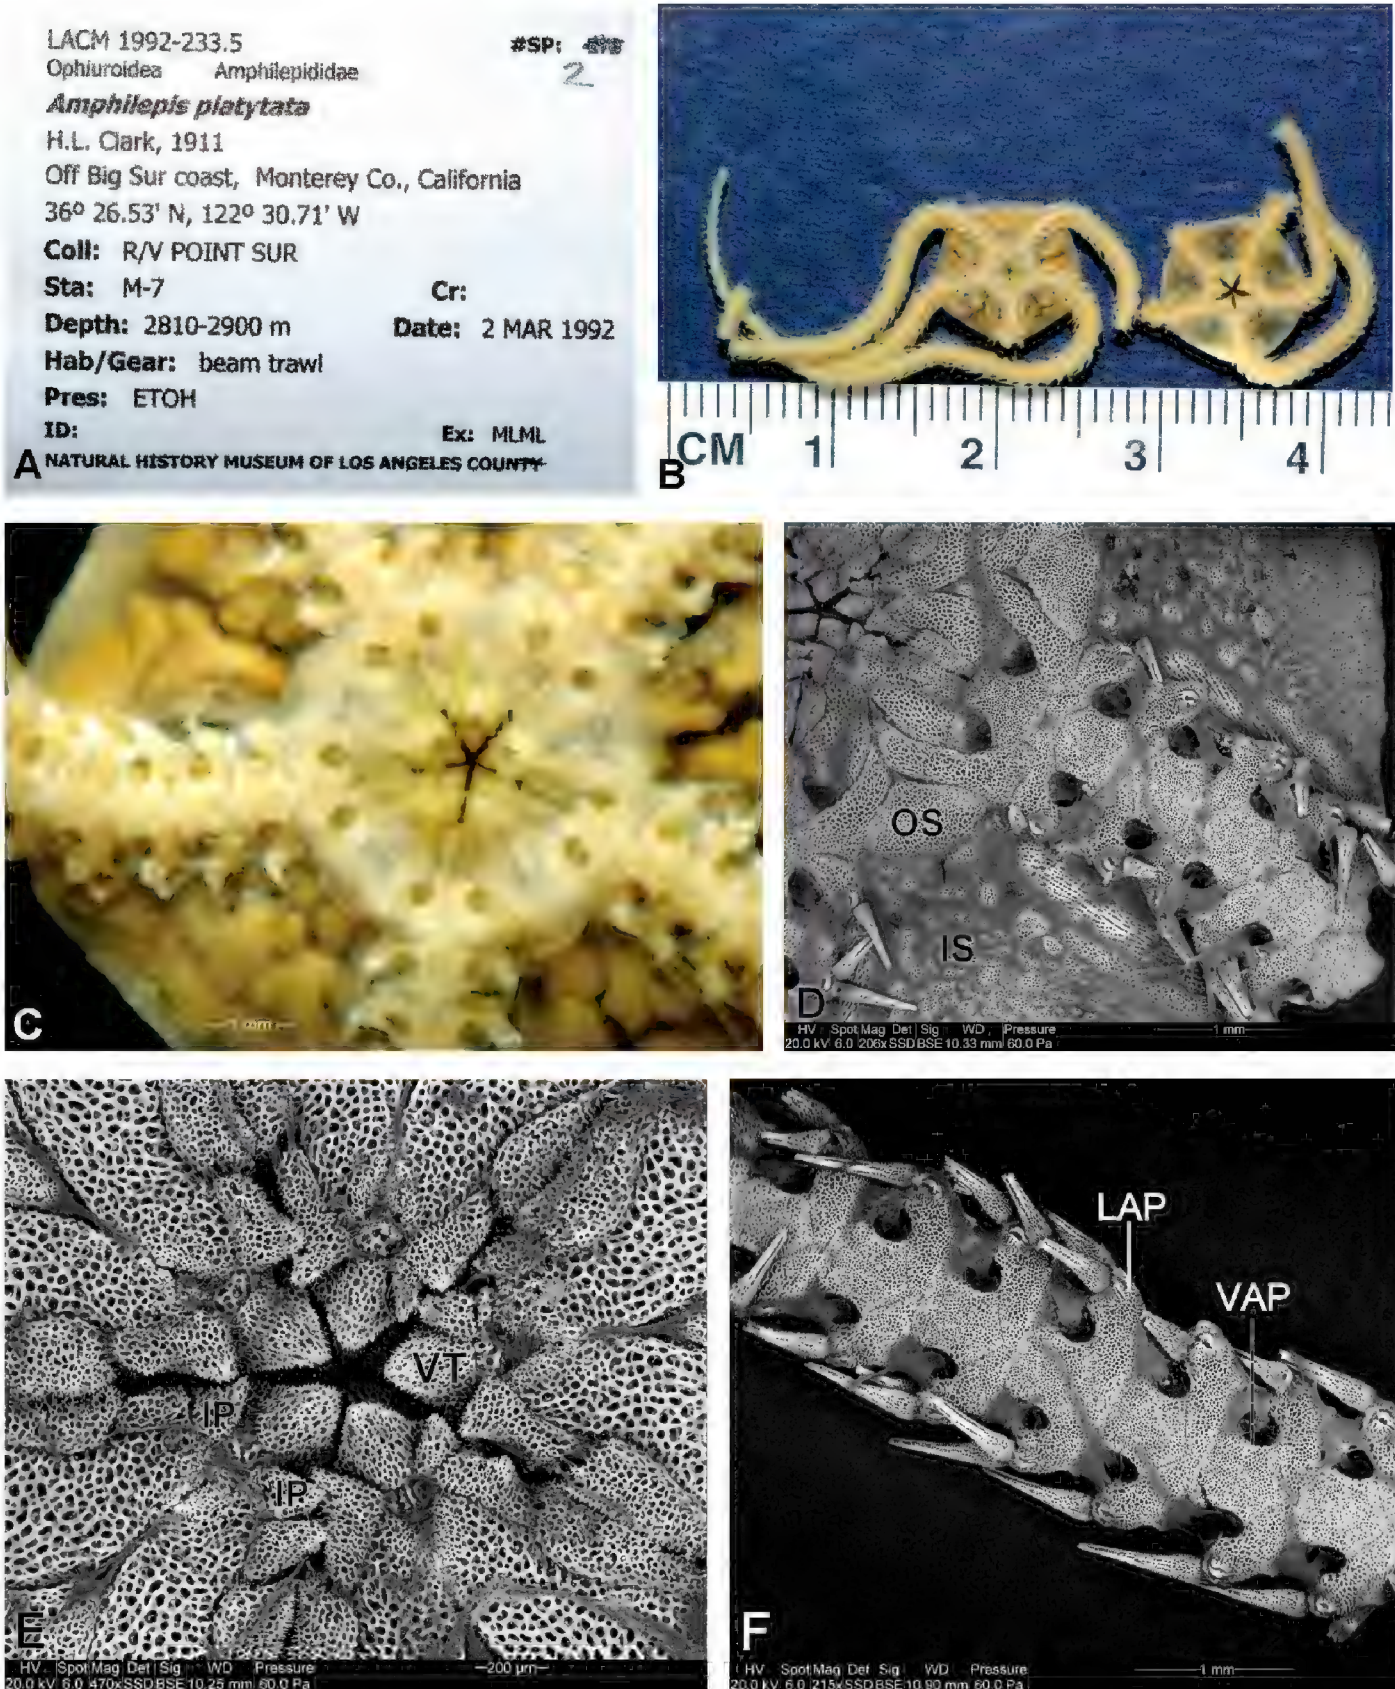 LACM 1992-233.5 #SP:
Ophiuroidea Amphilepididae 2
Amphilepis platytata
H.L. Clark, 1911
Off Big Sur coast, Monterey Co., California
36º 26.53' N, 122º 30.71' W
Coll: R/V POINT SUR
Sta: M-7 Cr:
Depth: 2810-2900 m Date: 2 MAR 1992
Hab/Gear: beam trawl
Pres: ETOH
ID: Ex: MLML
A NATURAL HISTORY MUSEUM OF LOS ANGELES COUNTY
CM 1 2 3 4
B
C
1 mm
OS
IS
D
HV Spot Mag Det Sig WD Pressure 1 mm
20.0 kV 6.0 206x SSD BSE 10.33 mm 60.0 Pa
VT
IP
IP
E
HV Spot Mag Det Sig WD Pressure 200 µm
20.0 kV 6.0 470x SSD BSE 10.25 mm 60.0 Pa
LAP
VAP
F
HV Spot Mag Det Sig WD Pressure 1 mm
20.0 kV 6.0 215x SSD BSE 10.90 mm 60.0 Pa